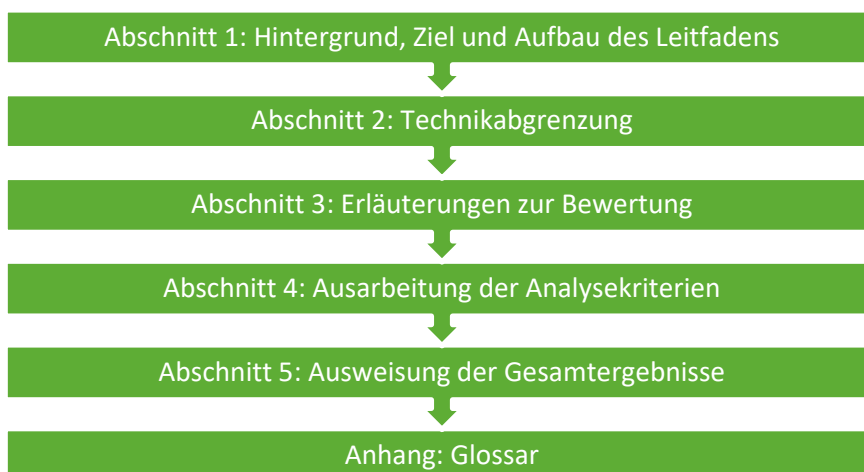 Abschnitt 1: Hintergrund, Ziel und Aufbau des Leitfadens
Abschnitt 2: Technikabgrenzung
Abschnitt 3: Erläuterungen zur Bewertung
Abschnitt 4: Ausarbeitung der Analysekriterien
Abschnitt 5: Ausweisung der Gesamtergebnisse
Anhang: Glossar